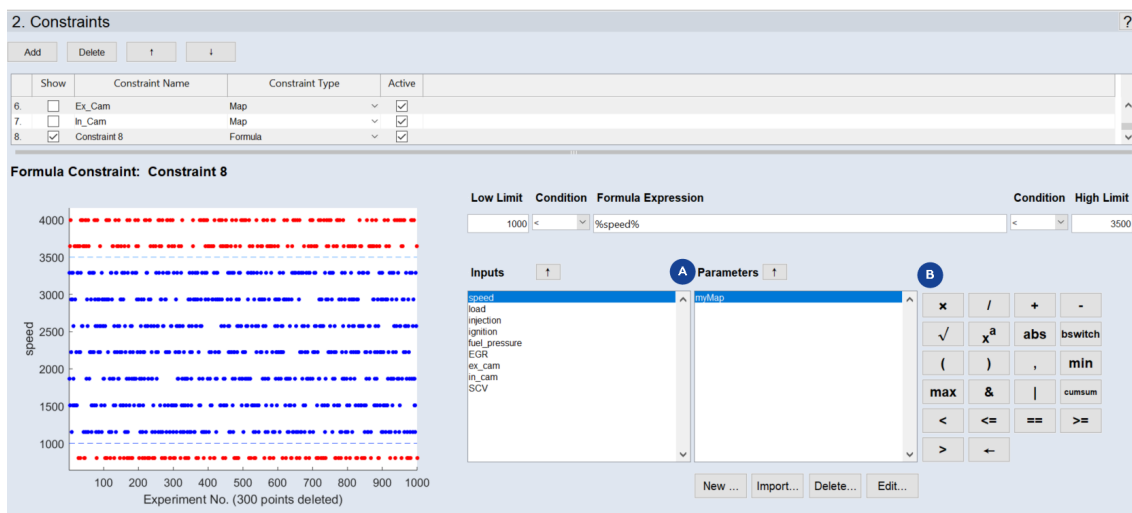 2. Constraints
?
Add Delete ↑ ↓
Show Constraint Name Constraint Type Active
6. Ex_Cam Map
7. In_Cam Map
8. Constraint 8 Formula
Formula Constraint: Constraint 8
Low Limit Condition Formula Expression Condition High Limit
1000 < %speed% < 3500
Inputs ↑
A
Parameters ↑
B
speed
load
injection
ignition
fuel_pressure
EGR
ex_cam
in_cam
SCV
myMap
× / + -
√ xᵃ abs bswitch
( ) , min
max & | cumsum
< <= == >=
> ←
New ... Import... Delete... Edit...
speed
4000
3500
3000
2500
2000
1500
1000
100 200 300 400 500 600 700 800 900 1000
Experiment No. (300 points deleted)